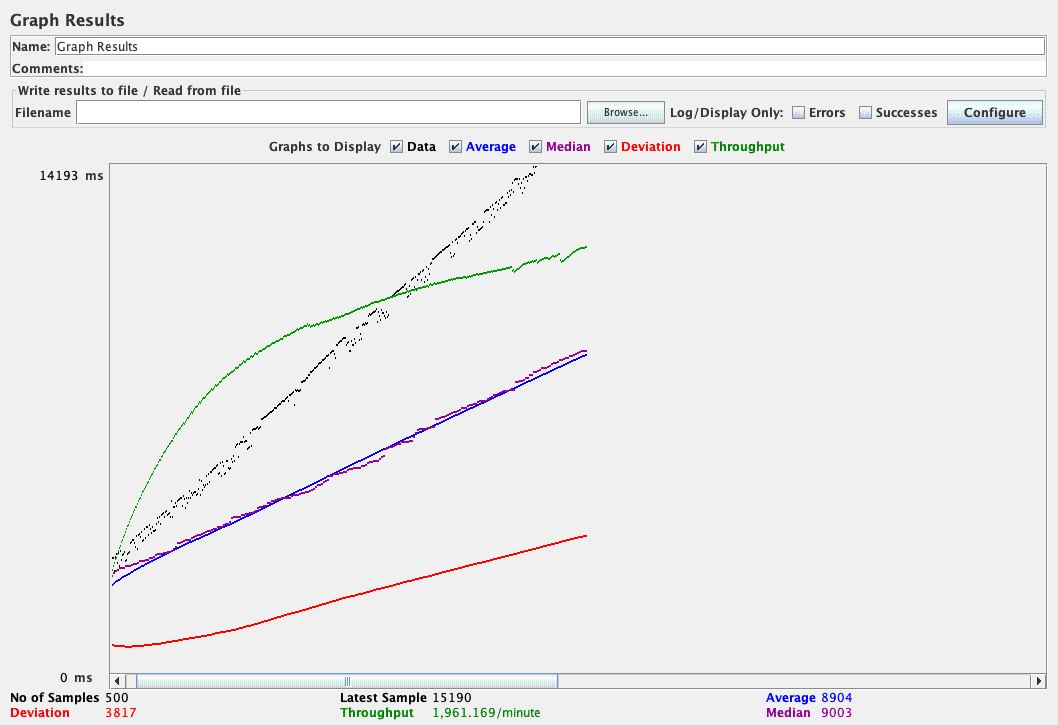 Graph Results
Name: Graph Results
Comments:
Write results to file / Read from file
Filename Browse... Log/Display Only: Errors Successes Configure
Graphs to Display Data Average Median Deviation Throughput
14193 ms
0 ms
No of Samples 500 Latest Sample 15190 Average 8904
Deviation 3817 Throughput 1,961.169/minute Median 9003